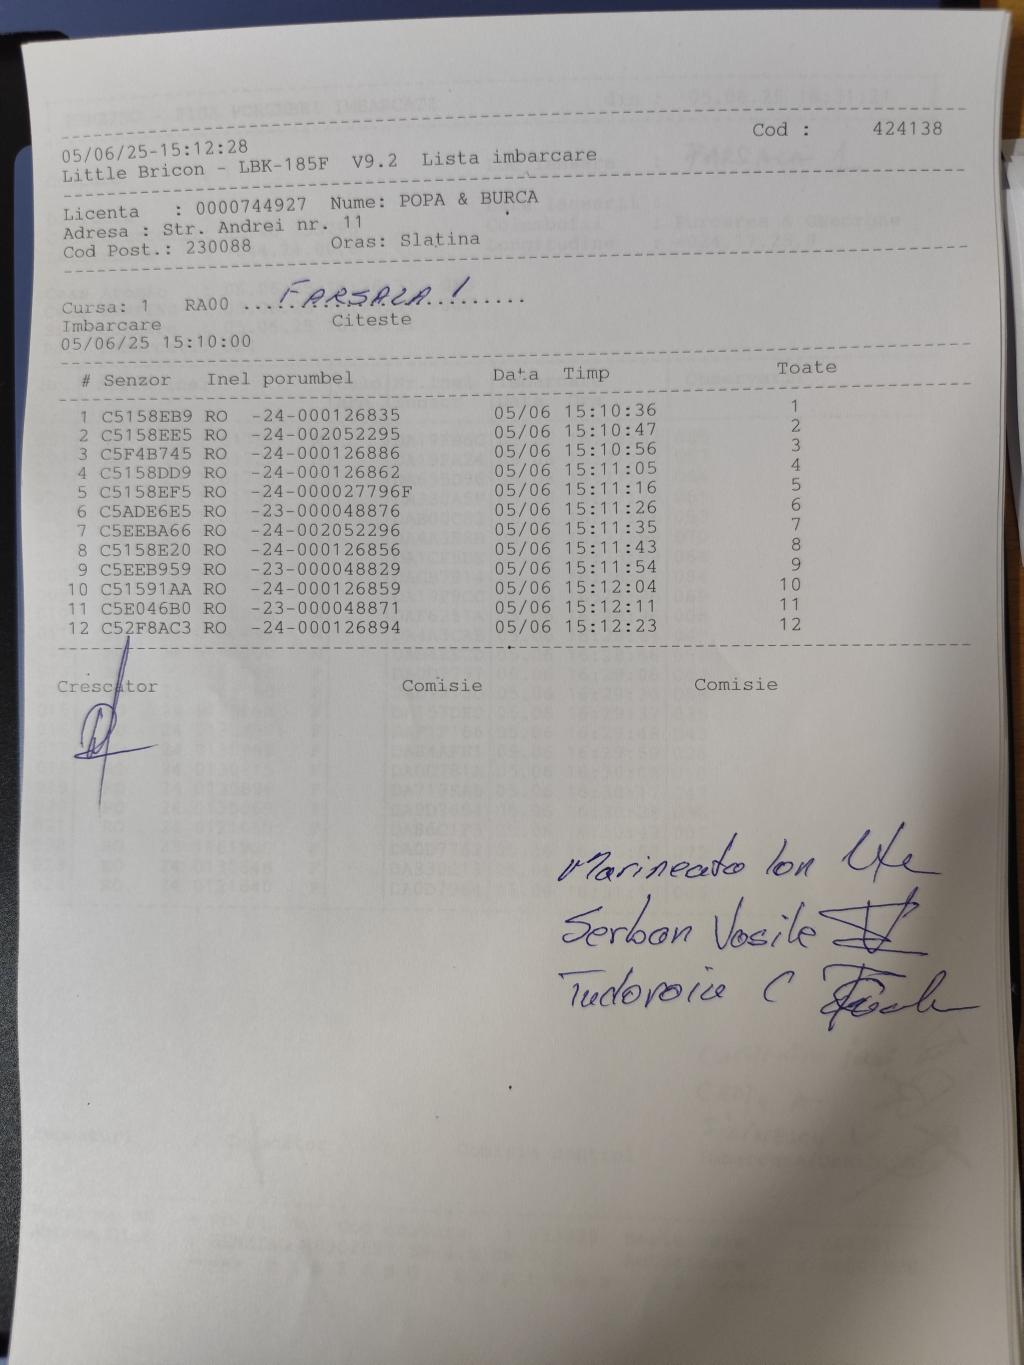 05/06/25-15:12:28 Cod : 424138
Little Bricon - LBK-185F V9.2 Lista imbarcare
Licenta : 0000744927 Nume: POPA & BURCA
Adresa : Str. Andrei nr. 11
Cod Post.: 230088 Oras: Slatina
Cursa: 1 RA00 ....FARSALA 1......
Imbarcare Citeste
05/06/25 15:10:00
# Senzor Inel porumbel Data Timp Toate
1 C5158EB9 RO -24-000126835 05/06 15:10:36 1
2 C5158EE5 RO -24-002052295 05/06 15:10:47 2
3 C5F4B745 RO -24-000126886 05/06 15:10:56 3
4 C5158DD9 RO -24-000126862 05/06 15:11:05 4
5 C5158EF5 RO -24-000027796F 05/06 15:11:16 5
6 C5ADE6E5 RO -23-000048876 05/06 15:11:26 6
7 C5EEBA66 RO -24-002052296 05/06 15:11:35 7
8 C5158E20 RO -24-000126856 05/06 15:11:43 8
9 C5EEB959 RO -23-000048829 05/06 15:11:54 9
10 C51591AA RO -24-000126859 05/06 15:12:04 10
11 C5E046B0 RO -23-000048871 05/06 15:12:11 11
12 C52F8AC3 RO -24-000126894 05/06 15:12:23 12
Crescator Comisie Comisie
Marineato Ion
Serban Vasile
Tudoroiu C